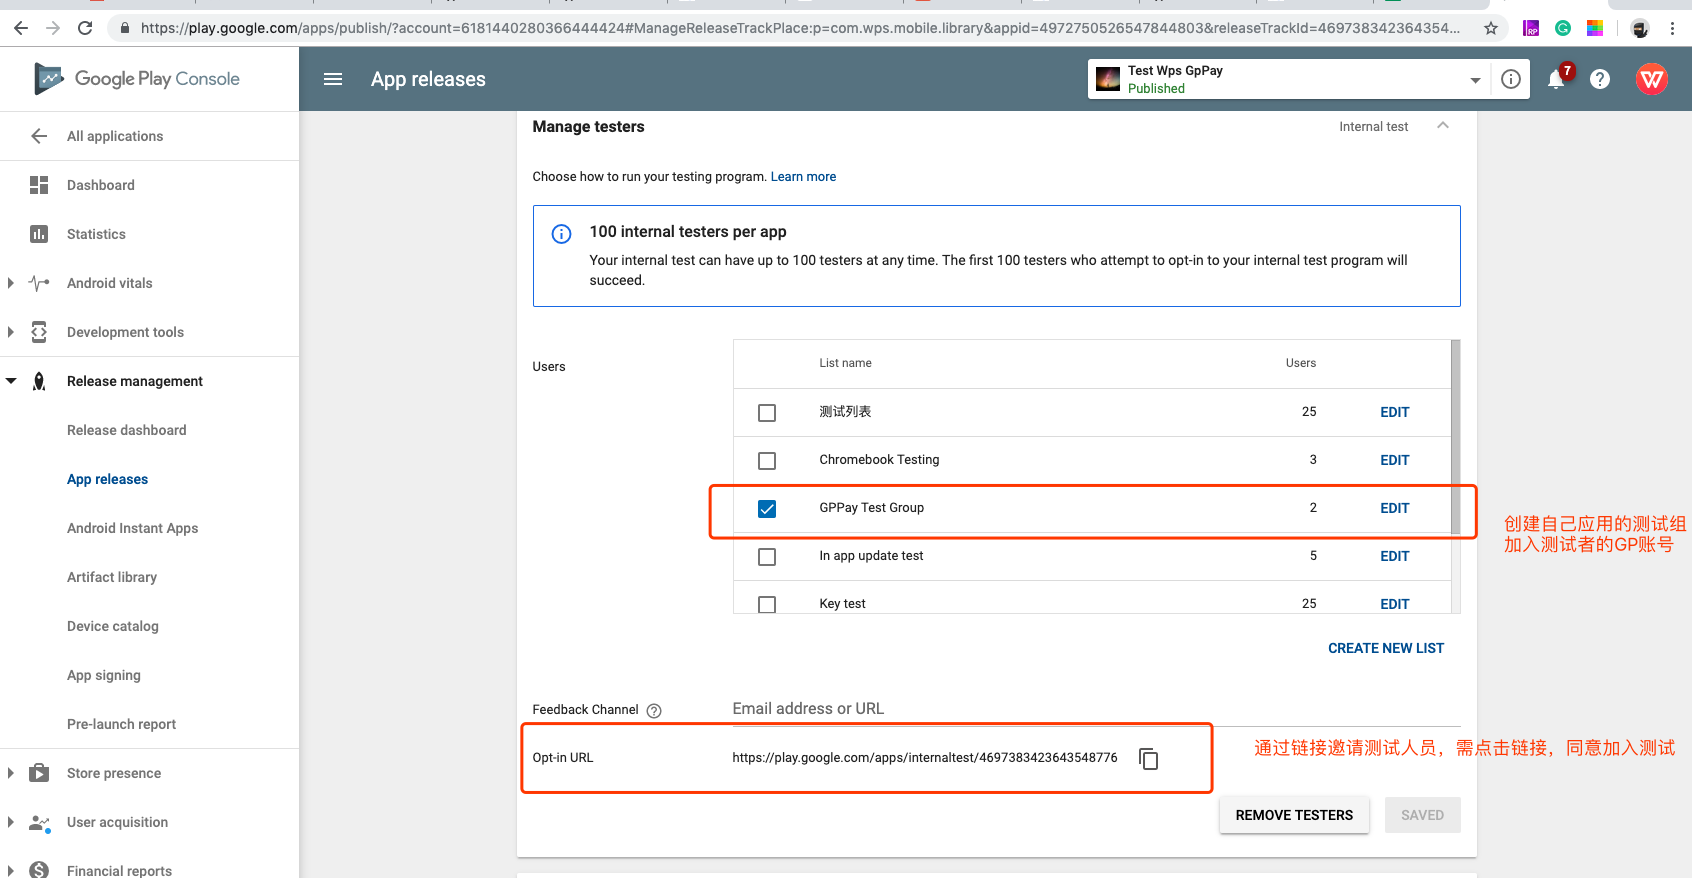 https://play.google.com/apps/publish/?account=6181440280366444424#ManageReleaseTrackPlace:p=com.wps.mobile.library&appid=4972750526547844803&releaseTrackId=469738342364354...
Google Play Console
App releases
Test Wps GpPay
Published
7
All applications
Dashboard
Statistics
Android vitals
Development tools
Release management
Release dashboard
App releases
Android Instant Apps
Artifact library
Device catalog
App signing
Pre-launch report
Store presence
User acquisition
Financial reports
Manage testers
Internal test
Choose how to run your testing program. Learn more
100 internal testers per app
Your internal test can have up to 100 testers at any time. The first 100 testers who attempt to opt-in to your internal test program will
succeed.
Users
List name Users
测试列表 25 EDIT
Chromebook Testing 3 EDIT
GPPay Test Group 2 EDIT
In app update test 5 EDIT
Key test 25 EDIT
创建自己应用的测试组
加入测试者的GP账号
CREATE NEW LIST
Feedback Channel Email address or URL
Opt-in URL https://play.google.com/apps/internaltest/4697383423643548776
通过链接邀请测试人员，需点击链接，同意加入测试
REMOVE TESTERS SAVED